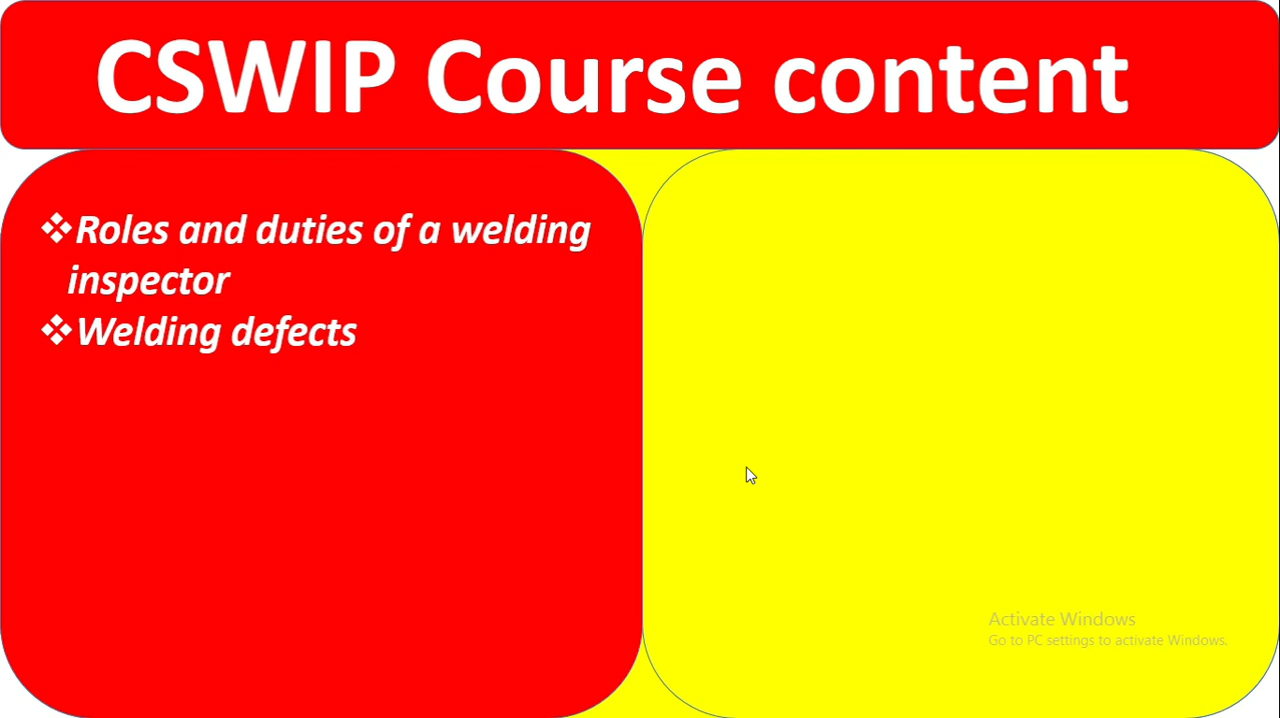 CSWIP Course content
❖Roles and duties of a welding
inspector
❖Welding defects
Activate Windows
Go to PC settings to activate Windows.